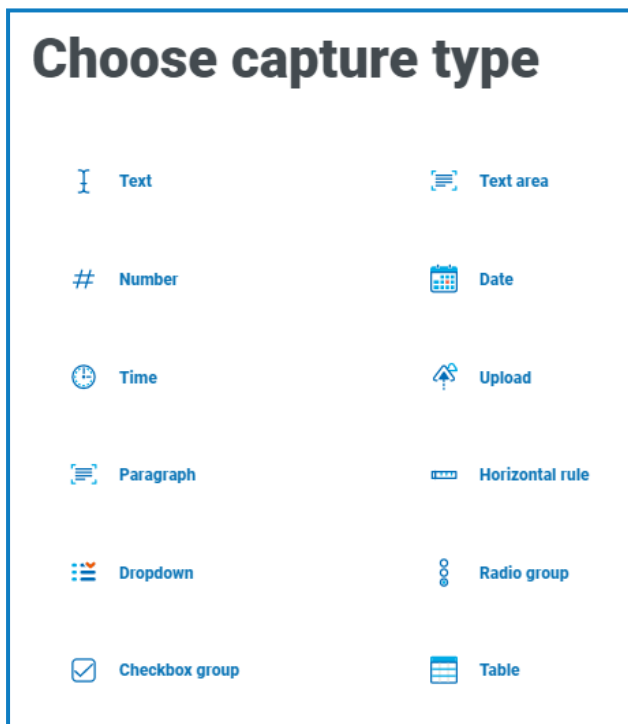 Choose capture type
Text
Text area
Number
Date
Time
Upload
Paragraph
Horizontal rule
Dropdown
Radio group
Checkbox group
Table